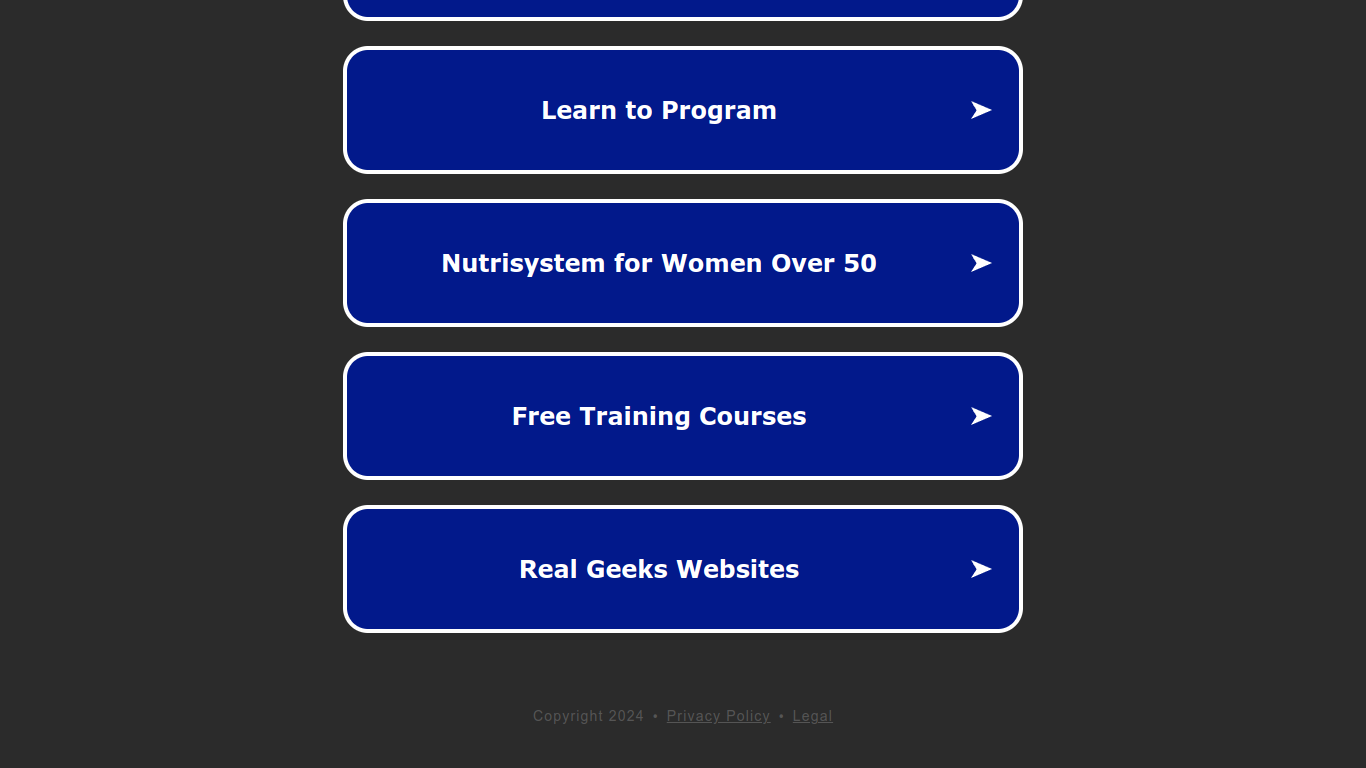 Learn to Program
Nutrisystem for Women Over 50
Free Training Courses
Real Geeks Websites
Copyright 2024 • Privacy Policy • Legal